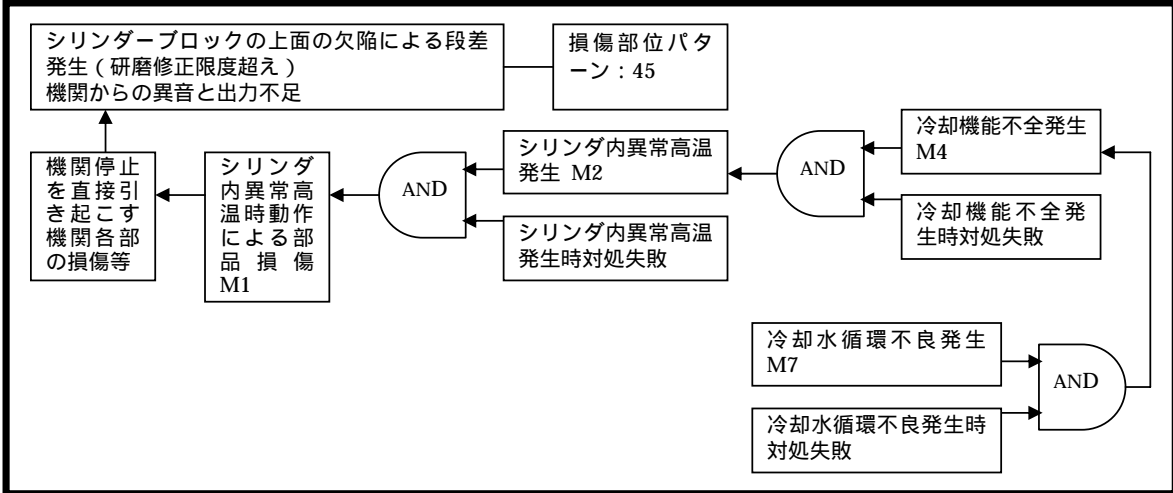 シリンダーブロックの上面の欠陥による段差
発生（研磨修正限度超え）
機関からの異音と出力不足
損傷部位パタ
ーン：45
機関停止
を直接引
き起こす
機関各部
の損傷等
シリンダ
内異常高
温時動作
による部
品損傷
M1
AND
シリンダ内異常高温
発生 M2
シリンダ内異常高温
発生時対処失敗
AND
冷却機能不全発生
M4
冷却機能不全発
生時対処失敗
冷却水循環不良発生
M7
冷却水循環不良発生時
対処失敗
AND